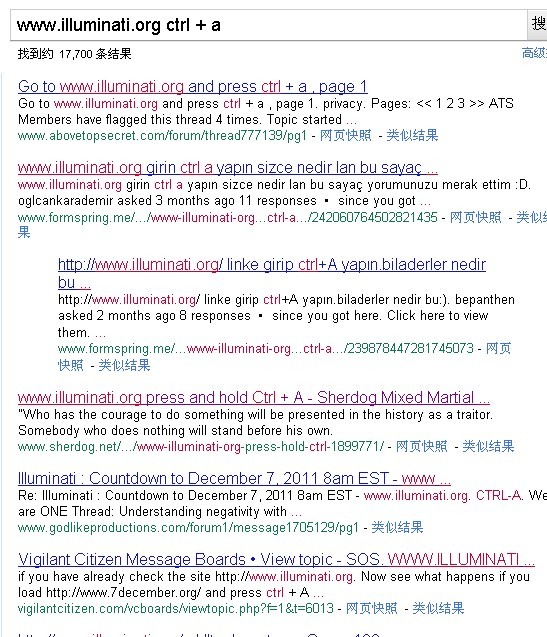 www.illuminati.org ctrl + a
搜
找到约 17,700 条结果
高级
Go to www.illuminati.org and press ctrl + a , page 1
Go to www.illuminati.org and press ctrl + a , page 1. privacy. Pages: << 1 2 3 >> ATS
Members have flagged this thread 4 times. Topic started ...
www.abovetopsecret.com/forum/thread777139/pg1 - 网页快照 - 类似结果
www.illuminati.org girin ctrl a yapın sizce nedir lan bu sayaç ...
www.illuminati.org girin ctrl a yapın sizce nedir lan bu sayaç yorumunuzu merak ettim :D.
oglcankarademir asked 3 months ago 11 responses • since you got ...
www.formspring.me/.../www-illuminati-org...ctrl-a.../242060764502821435 - 网页快照 - 类似结
果
http://www.illuminati.org/ linke girip ctrl+A yapın.biladerler nedir
bu ...
http://www.illuminati.org/ linke girip ctrl+A yapın.biladerler nedir bu:). bepanthen
asked 2 months ago 8 responses • since you got here. Click here to view
them. ...
www.formspring.me/...www-illuminati-org...ctrl-a.../239878447281745073 - 网页
快照 - 类似结果
www.illuminati.org press and hold Ctrl + A - Sherdog Mixed Martial ...
"Who has the courage to do something will be presented in the history as a traitor.
Somebody who does nothing will stand before his own.
www.sherdog.net/.../www-illuminati-org-press-hold-ctrl-1899771/ - 网页快照 - 类似结果
Illuminati : Countdown to December 7, 2011 8am EST - www ...
Re: Illuminati : Countdown to December 7, 2011 8am EST - www.illuminati.org. CTRL-A. We
are ONE Thread: Understanding negativity with ...
www.godlikeproductions.com/forum1/message1705129/pg1 - 类似结果
Vigilant Citizen Message Boards • View topic - SOS. WWW.ILLUMINATI ...
if you have already check the site http://www.illuminati.org. Now see what happens if you
load http://www.7december.org/ and press ctrl + A ...
vigilantcitizen.com/vcboards/viewtopic.php?f=1&t=6013 - 网页快照 - 类似结果